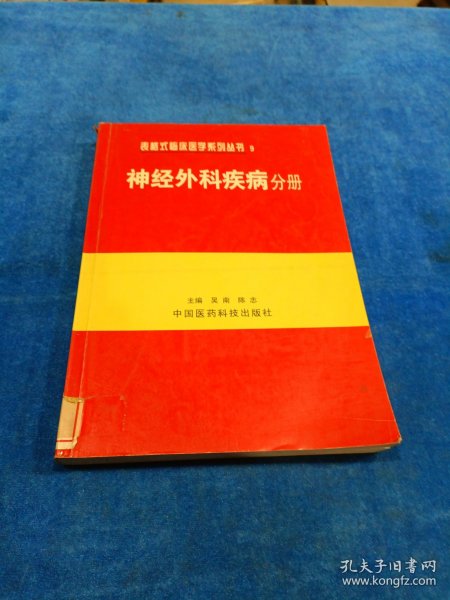 表格式临床医学系列丛书 9
神经外科疾病分册
主编 吴南 陈志
中国医药科技出版社
孔夫子旧书网
www.kongfz.com